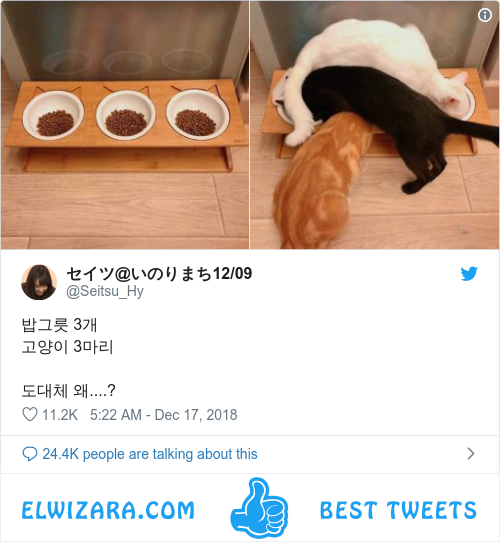 セイツ@いのりまち12/09
@Seitsu_Hy
밥그릇 3개
고양이 3마리
도대체 왜....?
11.2K 5:22 AM - Dec 17, 2018
24.4K people are talking about this
ELWIZARA.COM BEST TWEETS